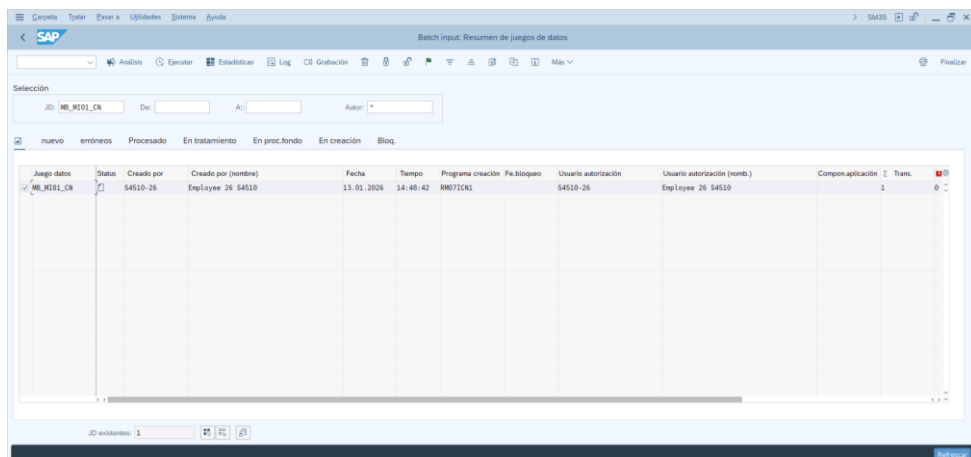 Carpeta Tratar Pasar a Utilidades Sistema Ayuda SM35
SAP Batch input: Resumen de juegos de datos
Análisis Ejecutar Estadísticas Log Grabación Más Finalizar
Selección
JD: MB_MI01_CN De: A: Autor: *
nuevo erróneos Procesado En tratamiento En proc.fondo En creación Bloq.
Juego datos Status Creado por Creado por (nombre) Fecha Tiempo Programa creación Fe.bloqueo Usuario autorización Usuario autorización (nomb.) Compon.aplicación Σ Trans.
MB_MI01_CN S4510-26 Employee 26 S4510 13.01.2026 14:48:42 RM07ICN1 S4510-26 Employee 26 S4510 1 0
JD existentes: 1
Refrescar